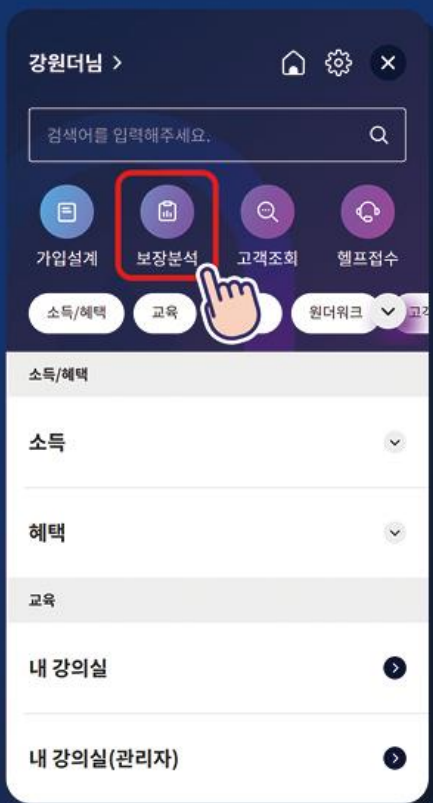 강원더님 >
검색어를 입력해주세요.
가입설계 보장분석 고객조회 헬프접수
소득/혜택 교육 원더워크 고객
소득/혜택
소득
혜택
교육
내 강의실
내 강의실(관리자)